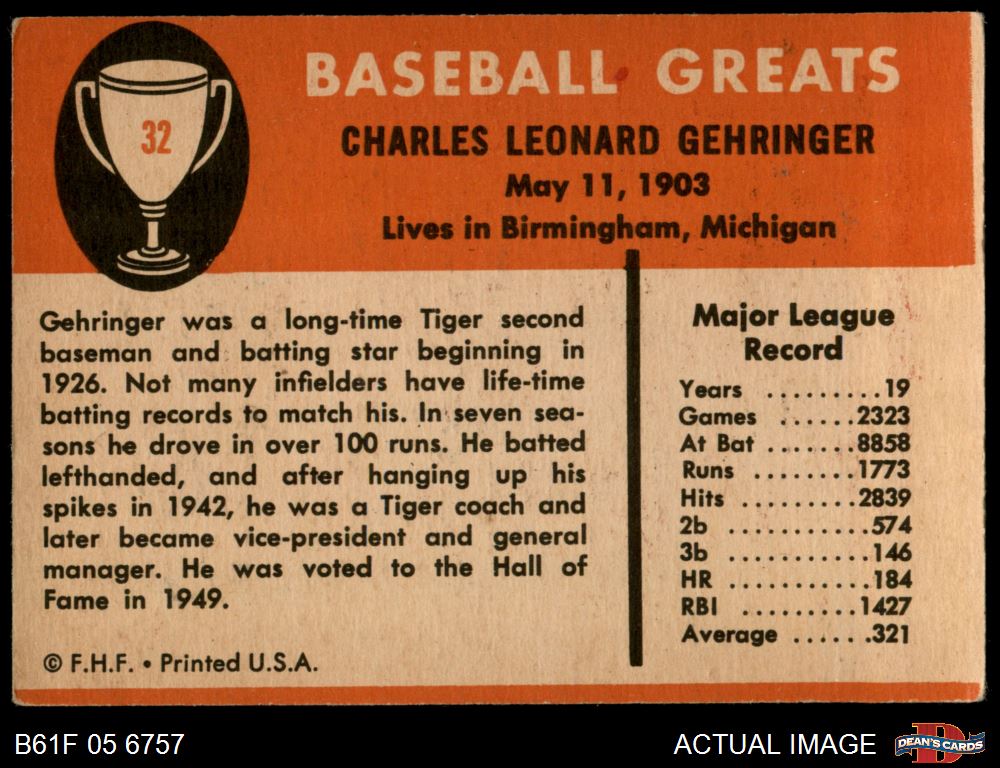 32
BASEBALL GREATS
CHARLES LEONARD GEHRINGER
May 11, 1903
Lives in Birmingham, Michigan
Gehringer was a long-time Tiger second
baseman and batting star beginning in
1926. Not many infielders have life-time
batting records to match his. In seven sea-
sons he drove in over 100 runs. He batted
lefthanded, and after hanging up his
spikes in 1942, he was a Tiger coach and
later became vice-president and general
manager. He was voted to the Hall of
Fame in 1949.
© F.H.F. • Printed U.S.A.
Major League
Record
Years .........19
Games ......2323
At Bat .......8858
Runs ........1773
Hits .........2839
2b ...........574
3b ...........146
HR ...........184
RBI .........1427
Average ......321
B61F 05 6757
ACTUAL IMAGE
D
DEAN'S CARDS